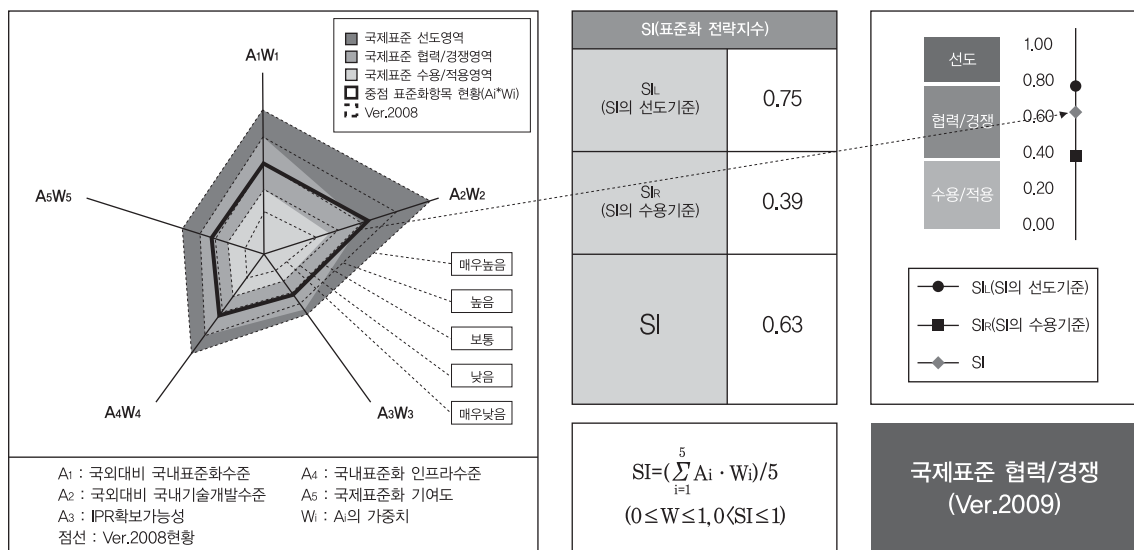 국제표준 선도영역
국제표준 협력/경쟁영역
국제표준 수용/적용영역
중점 표준화항목 현황(Ai*Wi)
Ver.2008
A1W1
A2W2
A3W3
A4W4
A5W5
매우높음
높음
보통
낮음
매우낮음
A1 : 국외대비 국내표준화수준
A2 : 국외대비 국내기술개발수준
A3 : IPR확보가능성
점선 : Ver.2008현황
A4 : 국내표준화 인프라수준
A5 : 국제표준화 기여도
Wi : Ai의 가중치
SI(표준화 전략지수)
SIL
(SI의 선도기준)
0.75
SIR
(SI의 수용기준)
0.39
SI
0.63
SI=(∑Ai · Wi)/5
5
i=1
(0≤W≤1, 0<SI≤1)
선도
협력/경쟁
수용/적용
1.00
0.80
0.60
0.40
0.20
0.00
SIL(SI의 선도기준)
SIR(SI의 수용기준)
SI
국제표준 협력/경쟁
(Ver.2009)